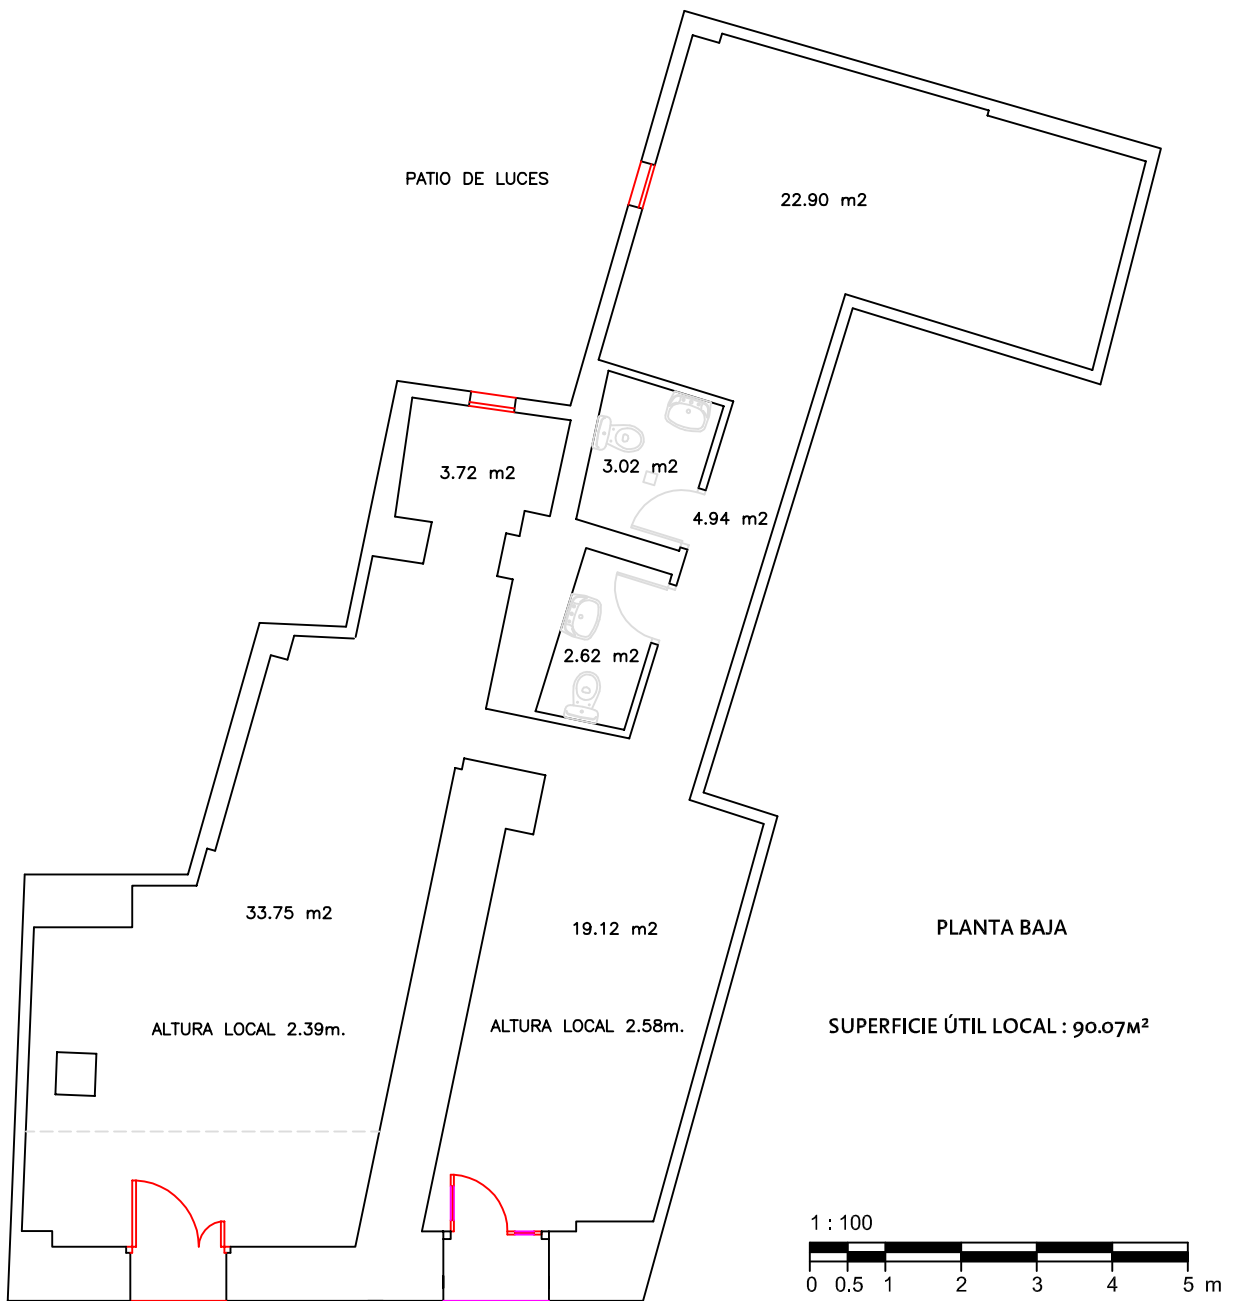 PATIO DE LUCES
22.90 m2
3.72 m2
3.02 m2
4.94 m2
2.62 m2
33.75 m2
19.12 m2
PLANTA BAJA
ALTURA LOCAL 2.39m.
ALTURA LOCAL 2.58m.
SUPERFICIE ÚTIL LOCAL : 90.07M²
1 : 100
0 0.5 1 2 3 4 5 m